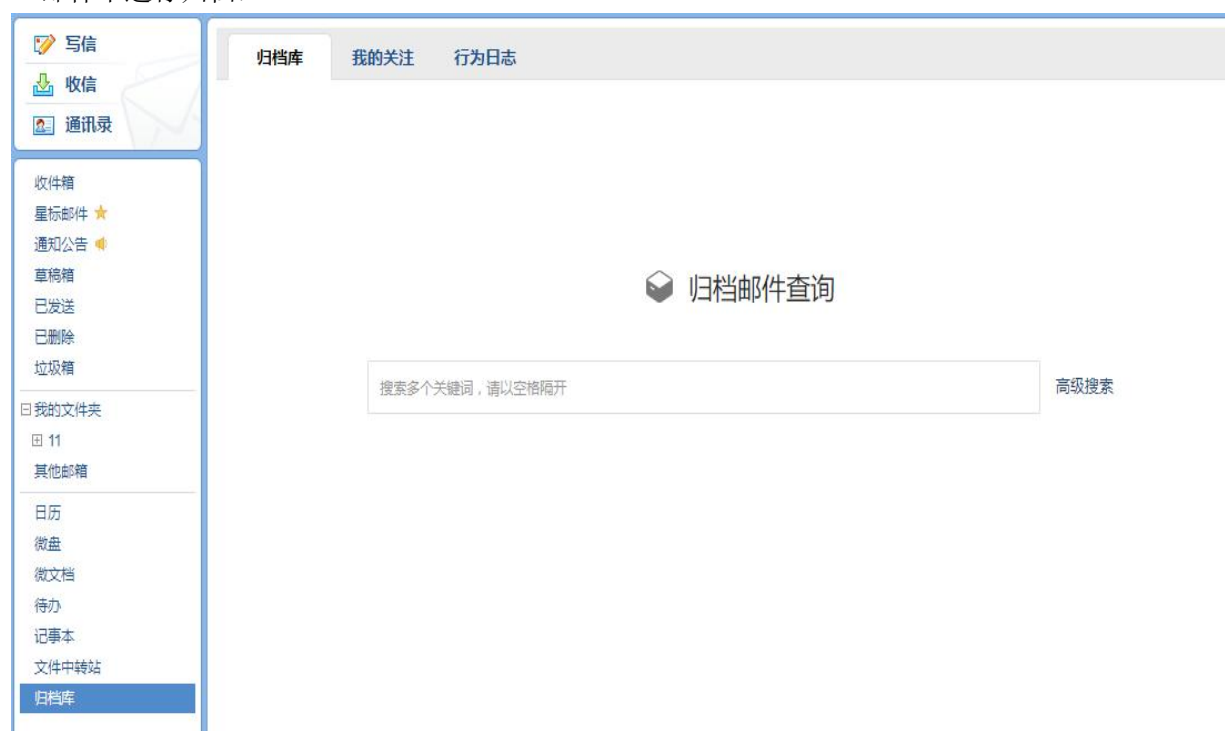 写信
收信
通讯录
收件箱
星标邮件
通知公告
草稿箱
已发送
已删除
垃圾箱
我的文件夹
11
其他邮箱
日历
微盘
微文档
待办
记事本
文件中转站
归档库
归档库 我的关注 行为日志
归档邮件查询
搜索多个关键词，请以空格隔开 高级搜索